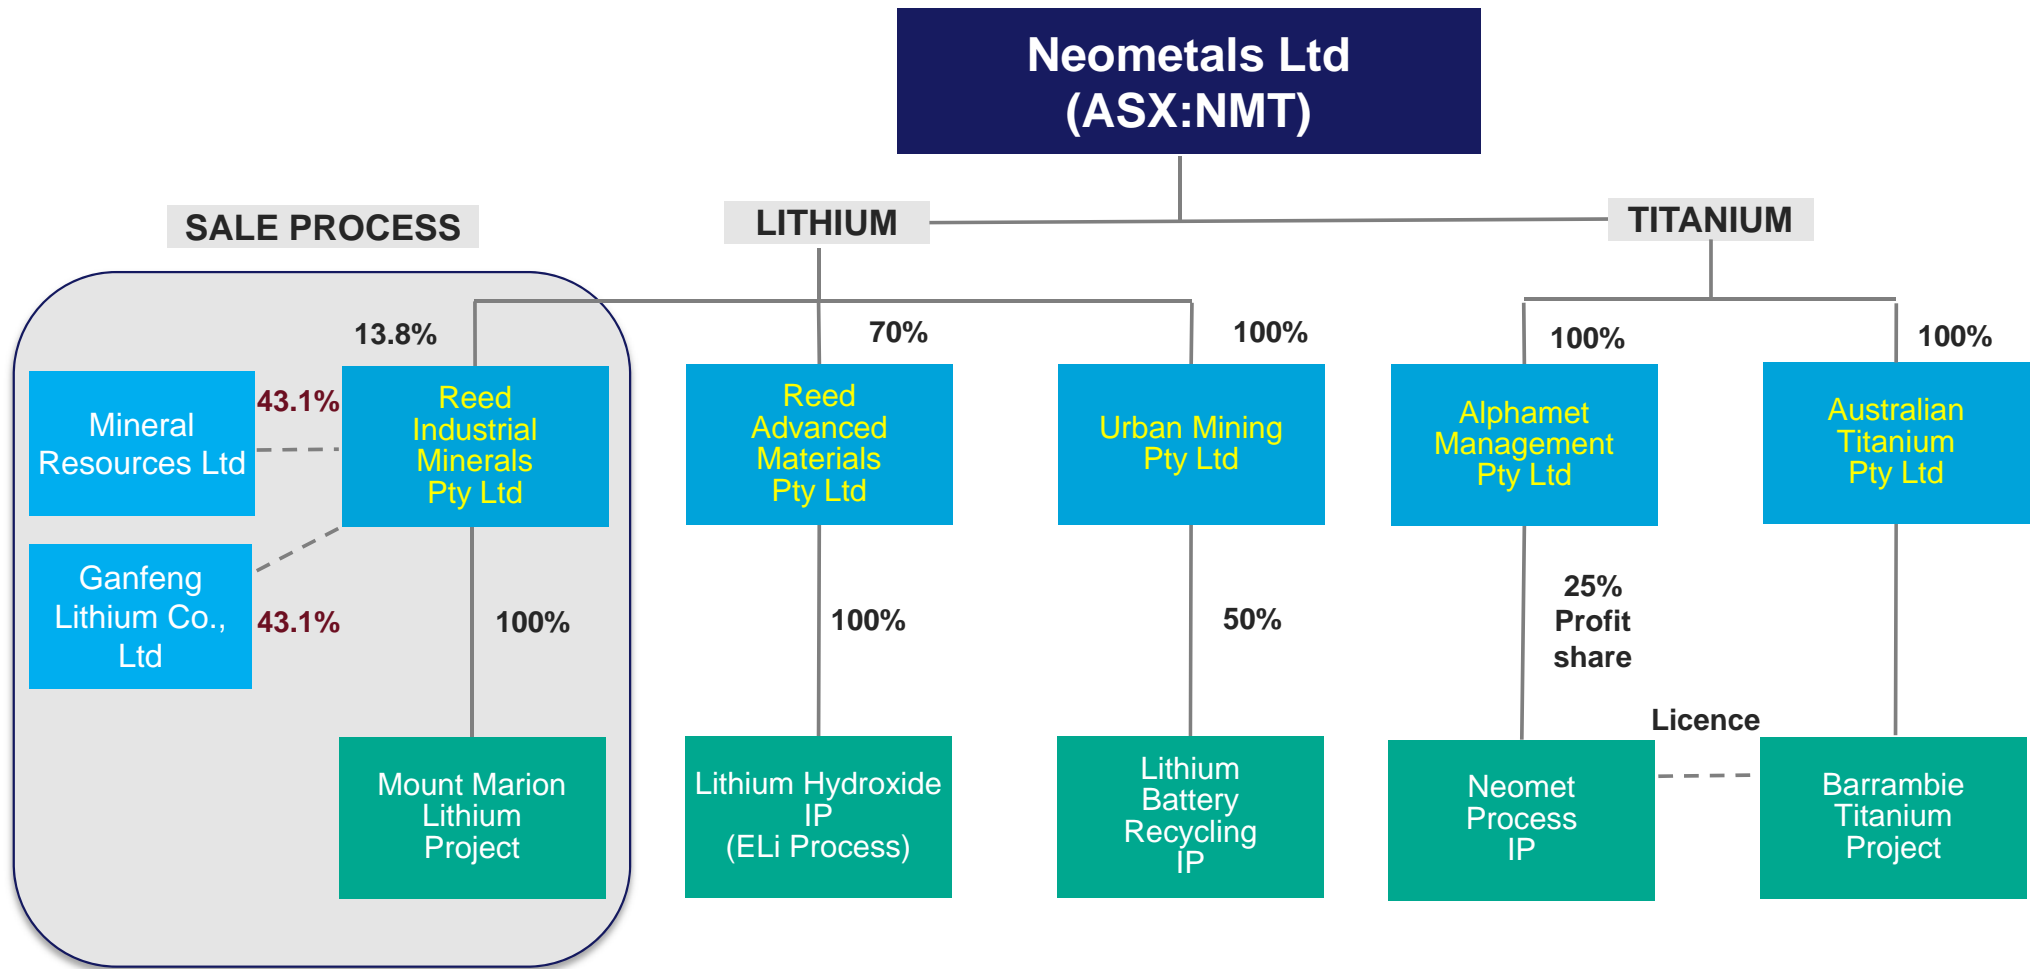 Neometals Ltd
(ASX:NMT)
SALE PROCESS
LITHIUM
TITANIUM
13.8%
70%
100%
100%
100%
Mineral
Resources Ltd
43.1%
Reed
Industrial
Minerals
Pty Ltd
Reed
Advanced
Materials
Pty Ltd
Urban Mining
Pty Ltd
Alphamet
Management
Pty Ltd
Australian
Titanium
Pty Ltd
Ganfeng
Lithium Co.,
Ltd
43.1%
100%
100%
50%
25%
Profit
share
Licence
Mount Marion
Lithium
Project
Lithium Hydroxide
IP
(ELi Process)
Lithium
Battery
Recycling
IP
Neomet
Process
IP
Barrambie
Titanium
Project